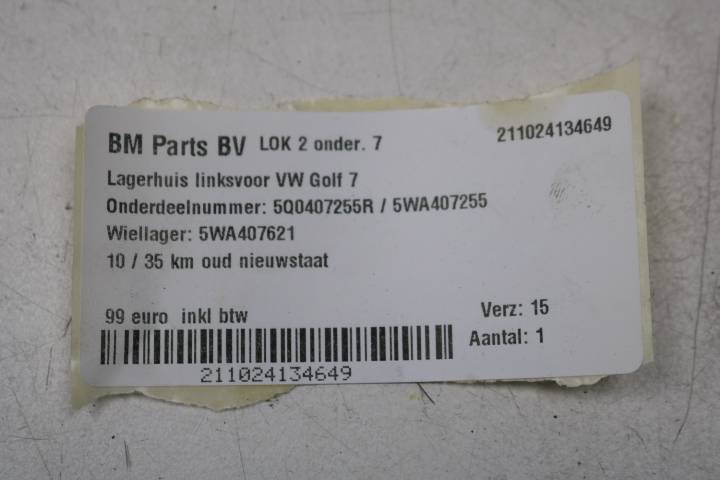 BM Parts BV LOK 2 onder. 7 211024134649
Lagerhuis linksvoor VW Golf 7
Onderdeelnummer: 5Q0407255R / 5WA407255
Wiellager: 5WA407621
10 / 35 km oud nieuwstaat
99 euro inkl btw Verz: 15
Aantal: 1
211024134649